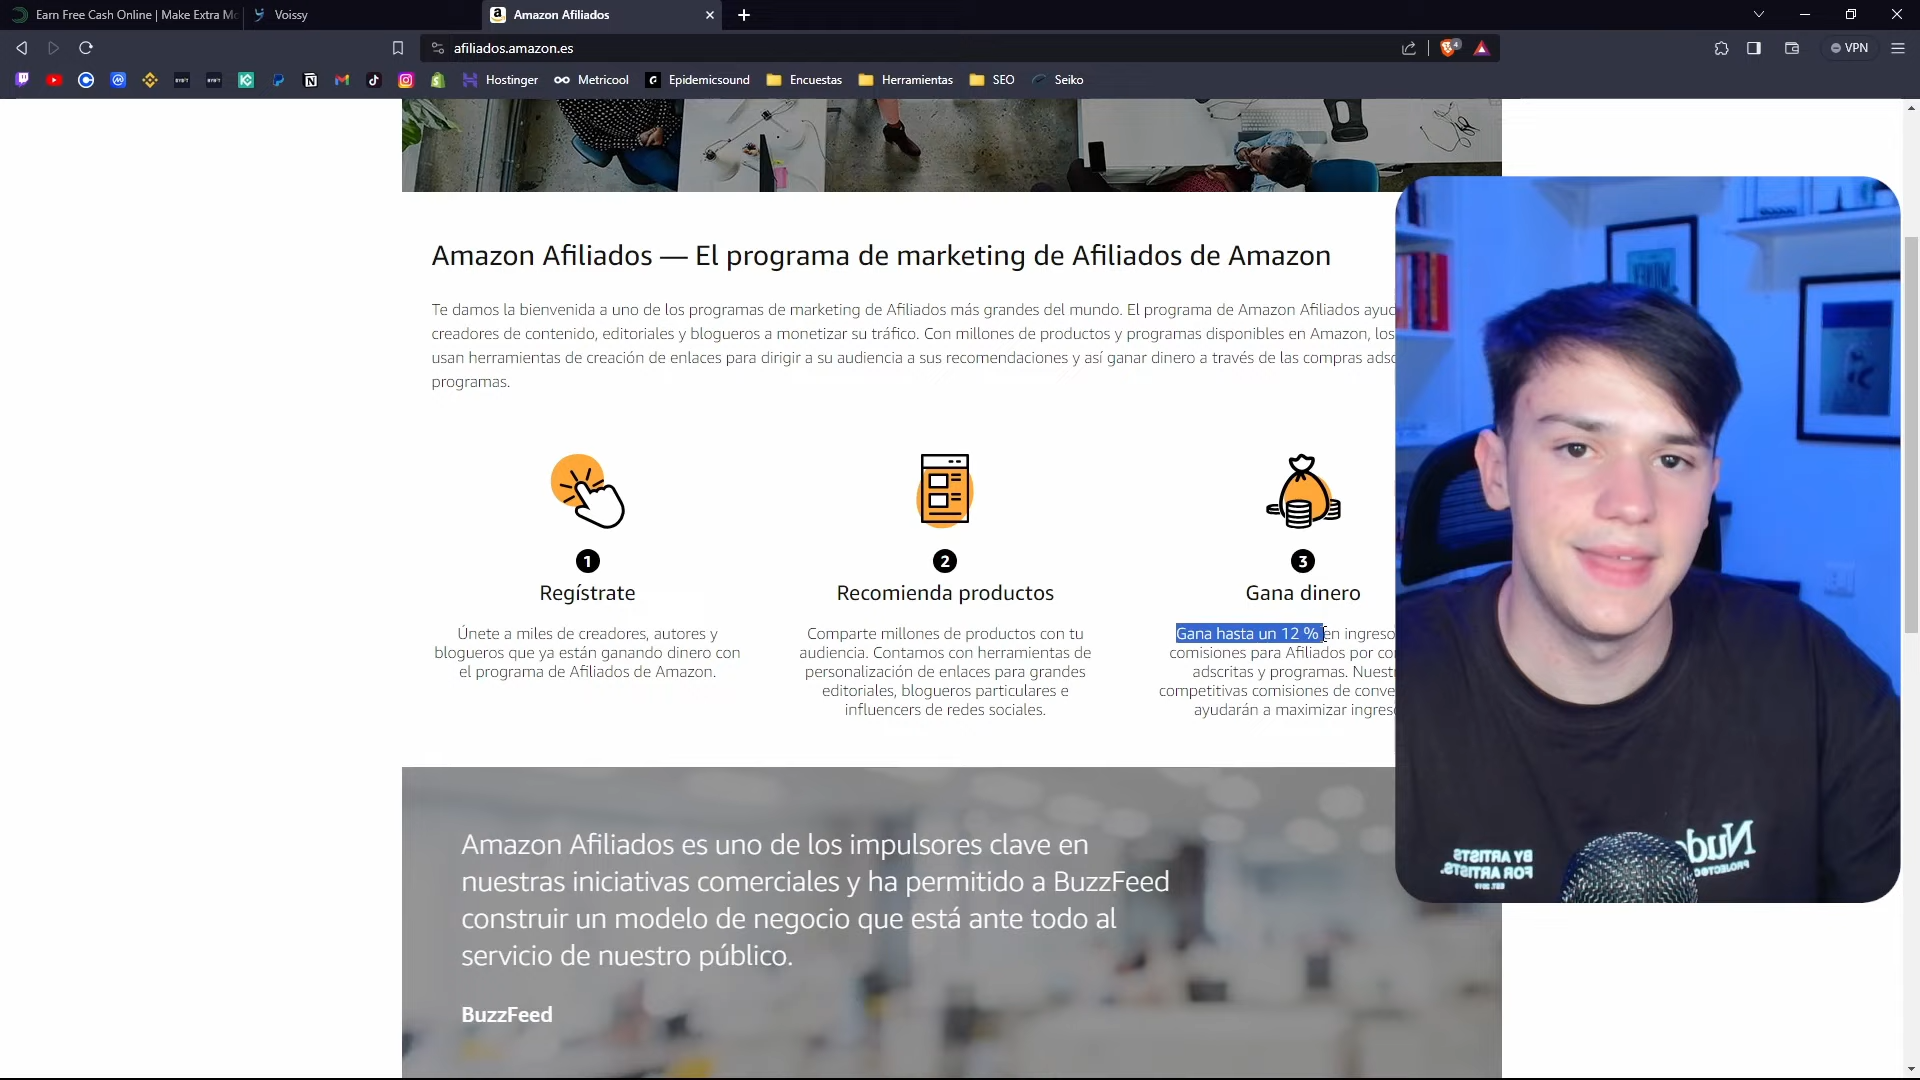 Earn Free Cash Online | Make Extra Mo
Voissy
Amazon Afiliados
afiliados.amazon.es
VPN
Hostinger
Metricool
Epidemicsound
Encuestas
Herramientas
SEO
Seiko
Amazon Afiliados — El programa de marketing de Afiliados de Amazon
Te damos la bienvenida a uno de los programas de marketing de Afiliados más grandes del mundo. El programa de Amazon Afiliados ayuc
creadores de contenido, editoriales y blogueros a monetizar su tráfico. Con millones de productos y programas disponibles en Amazon, los
usan herramientas de creación de enlaces para dirigir a su audiencia a sus recomendaciones y así ganar dinero a través de las compras adsc
programas.
1
Regístrate
Únete a miles de creadores, autores y
blogueros que ya están ganando dinero con
el programa de Afiliados de Amazon.
2
Recomienda productos
Comparte millones de productos con tu
audiencia. Contamos con herramientas de
personalización de enlaces para grandes
editoriales, blogueros particulares e
influencers de redes sociales.
3
Gana dinero
Gana hasta un 12 % en ingreso
comisiones para Afiliados por co
adscritas y programas. Nuest
competitivas comisiones de conve
ayudarán a maximizar ingres
Amazon Afiliados es uno de los impulsores clave en
nuestras iniciativas comerciales y ha permitido a BuzzFeed
construir un modelo de negocio que está ante todo al
servicio de nuestro público.
BuzzFeed
BY ARTISTS
FOR ARTISTS.
Nude
PROJECT